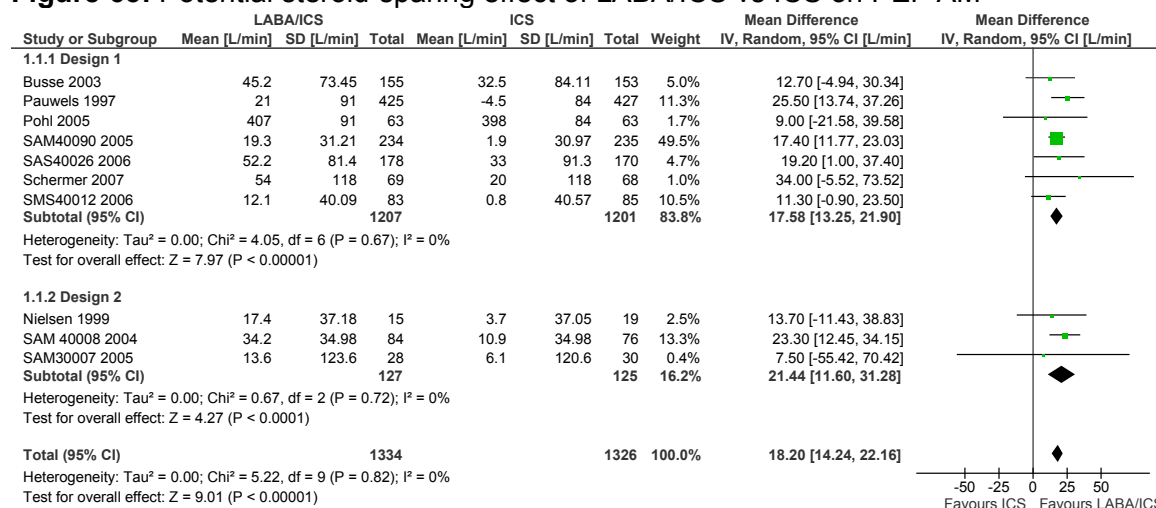 Figure 63: Potential steroid-sparing effect of LABA/ICS vs ICS on PEF AM
LABA/ICS ICS Mean Difference Mean Difference
Study or Subgroup Mean [L/min] SD [L/min] Total Mean [L/min] SD [L/min] Total Weight IV, Random, 95% CI [L/min] IV, Random, 95% CI [L/min]
1.1.1 Design 1
Busse 2003 45.2 73.45 155 32.5 84.11 153 5.0% 12.70 [-4.94, 30.34]
Pauwels 1997 21 91 425 -4.5 84 427 11.3% 25.50 [13.74, 37.26]
Pohl 2005 407 91 63 398 84 63 1.7% 9.00 [-21.58, 39.58]
SAM40090 2005 19.3 31.21 234 1.9 30.97 235 49.5% 17.40 [11.77, 23.03]
SAS40026 2006 52.2 81.4 178 33 91.3 170 4.7% 19.20 [1.00, 37.40]
Schermer 2007 54 118 69 20 118 68 1.0% 34.00 [-5.52, 73.52]
SMS40012 2006 12.1 40.09 83 0.8 40.57 85 10.5% 11.30 [-0.90, 23.50]
Subtotal (95% CI) 1207 1201 83.8% 17.58 [13.25, 21.90]
Heterogeneity: Tau² = 0.00; Chi² = 4.05, df = 6 (P = 0.67); I² = 0%
Test for overall effect: Z = 7.97 (P < 0.00001)
1.1.2 Design 2
Nielsen 1999 17.4 37.18 15 3.7 37.05 19 2.5% 13.70 [-11.43, 38.83]
SAM 40008 2004 34.2 34.98 84 10.9 34.98 76 13.3% 23.30 [12.45, 34.15]
SAM30007 2005 13.6 123.6 28 6.1 120.6 30 0.4% 7.50 [-55.42, 70.42]
Subtotal (95% CI) 127 125 16.2% 21.44 [11.60, 31.28]
Heterogeneity: Tau² = 0.00; Chi² = 0.67, df = 2 (P = 0.72); I² = 0%
Test for overall effect: Z = 4.27 (P < 0.0001)
Total (95% CI) 1334 1326 100.0% 18.20 [14.24, 22.16]
Heterogeneity: Tau² = 0.00; Chi² = 5.22, df = 9 (P = 0.82); I² = 0%
Test for overall effect: Z = 9.01 (P < 0.00001)
-50 -25 0 25 50
Favours ICS Favours LABA/ICS